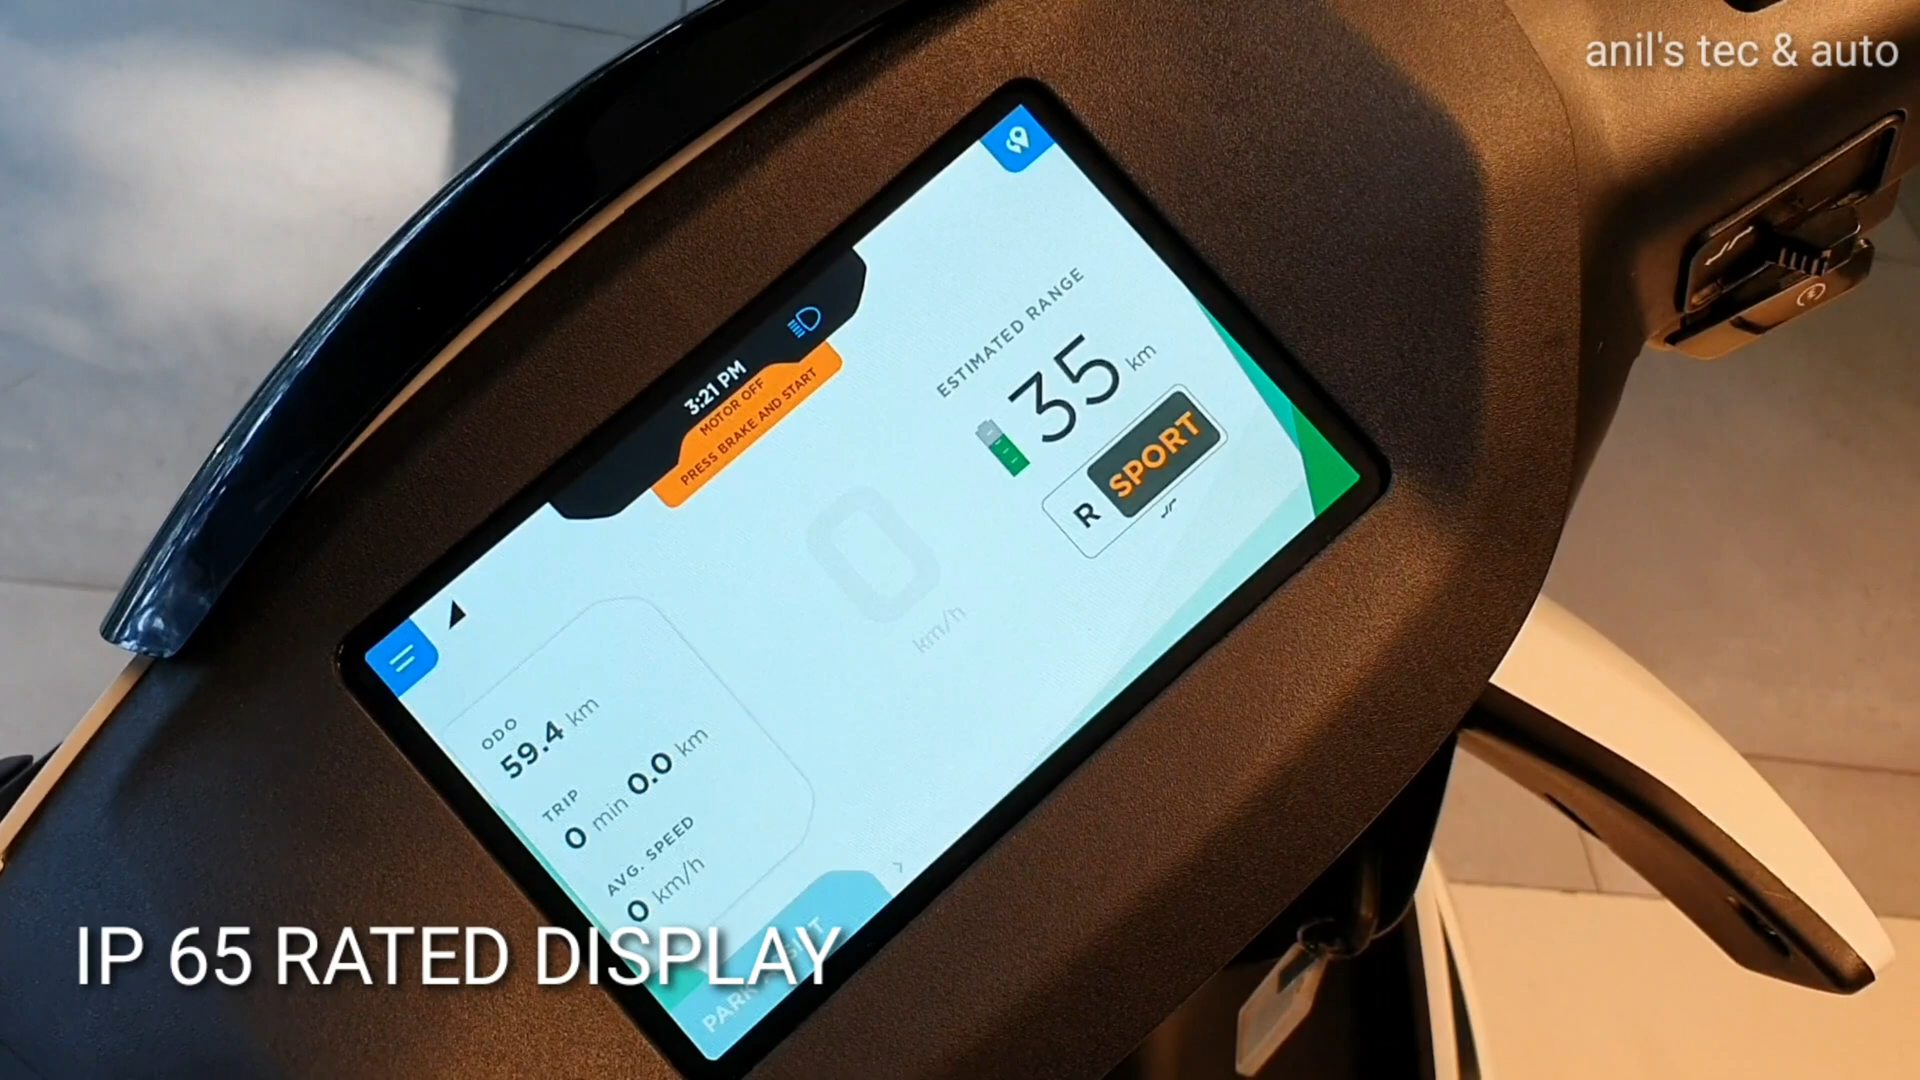 anil's tec & auto
3:21 PM
MOTOR OFF
PRESS BRAKE AND START
ESTIMATED RANGE
35 km
R SPORT
0
km/h
ODO
59.4 km
TRIP
0 min 0.0 km
AVG. SPEED
0 km/h
IP 65 RATED DISPLAY